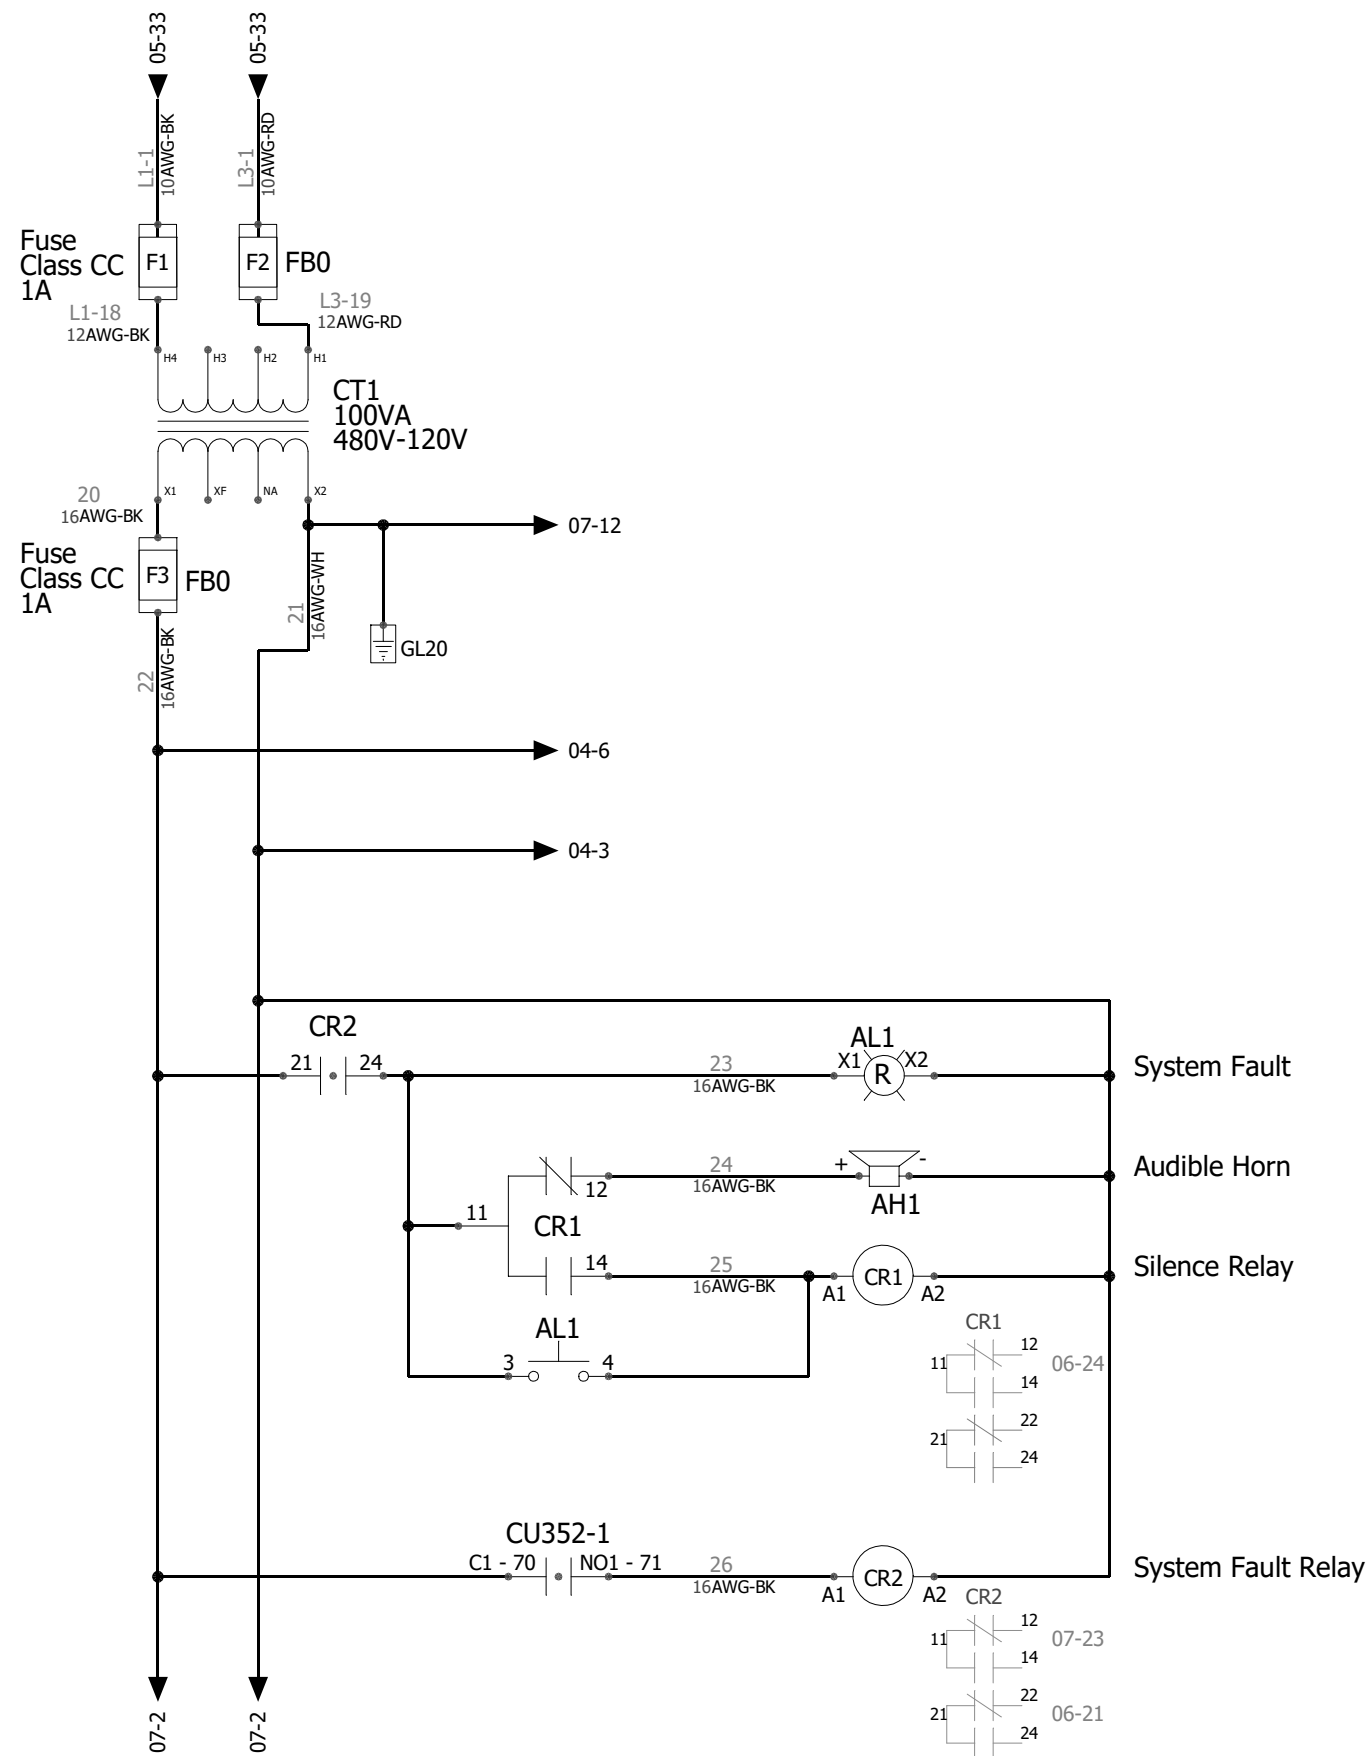 05-33
05-33
L1-1
10AWG-BK
L3-1
10AWG-RD
Fuse
Class CC
1A
F1
F2
FB0
L1-18
12AWG-BK
L3-19
12AWG-RD
H4
H3
H2
H1
CT1
100VA
480V-120V
X1
XF
NA
X2
20
16AWG-BK
07-12
Fuse
Class CC
1A
F3
FB0
21
16AWG-WH
GL20
22
16AWG-BK
04-6
04-3
CR2
21
24
23
16AWG-BK
AL1
X1
R
X2
System Fault
11
12
24
16AWG-BK
+
-
AH1
Audible Horn
CR1
14
25
16AWG-BK
CR1
A1
A2
Silence Relay
AL1
3
4
CR1
11
12
14
06-24
21
22
24
CU352-1
C1 - 70
NO1 - 71
26
16AWG-BK
CR2
A1
A2
System Fault Relay
CR2
11
12
14
07-23
21
22
24
06-21
07-2
07-2